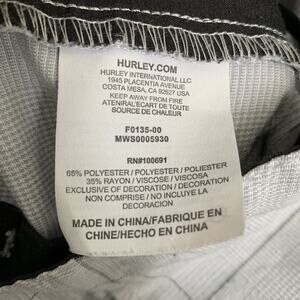 HURLEY.COM
HURLEY INTERNATIONAL LLC
1945 PLACENTIA AVENUE
COSTA MESA, CA 92627 USA
KEEP AWAY FROM FIRE
ATENIRALÉCART DE TOUTE
SOURCE DE CHALEUR
F0135-00
MWS0005930
RN#100691
65% POLYESTER / POLYESTER / POLIESTER
35% RAYON / VISCOSE / VISCOSA
EXCLUSIVE OF DECORATION / DECORATION
NON COMPRISE / NO INCLUYE LA
DECORACION
MADE IN CHINA/FABRIQUE EN
CHINE/HECHO EN CHINA